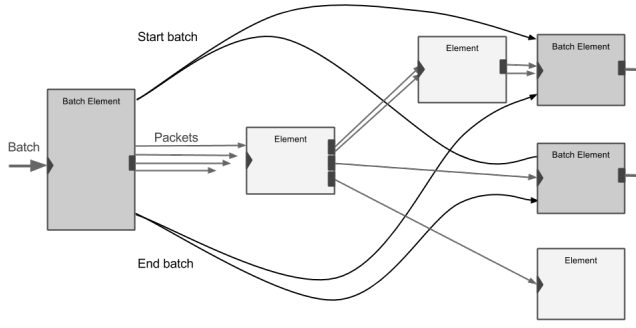 Start batch
Element
Batch Element
Batch Element
Packets
Element
Batch
Batch Element
End batch
Element